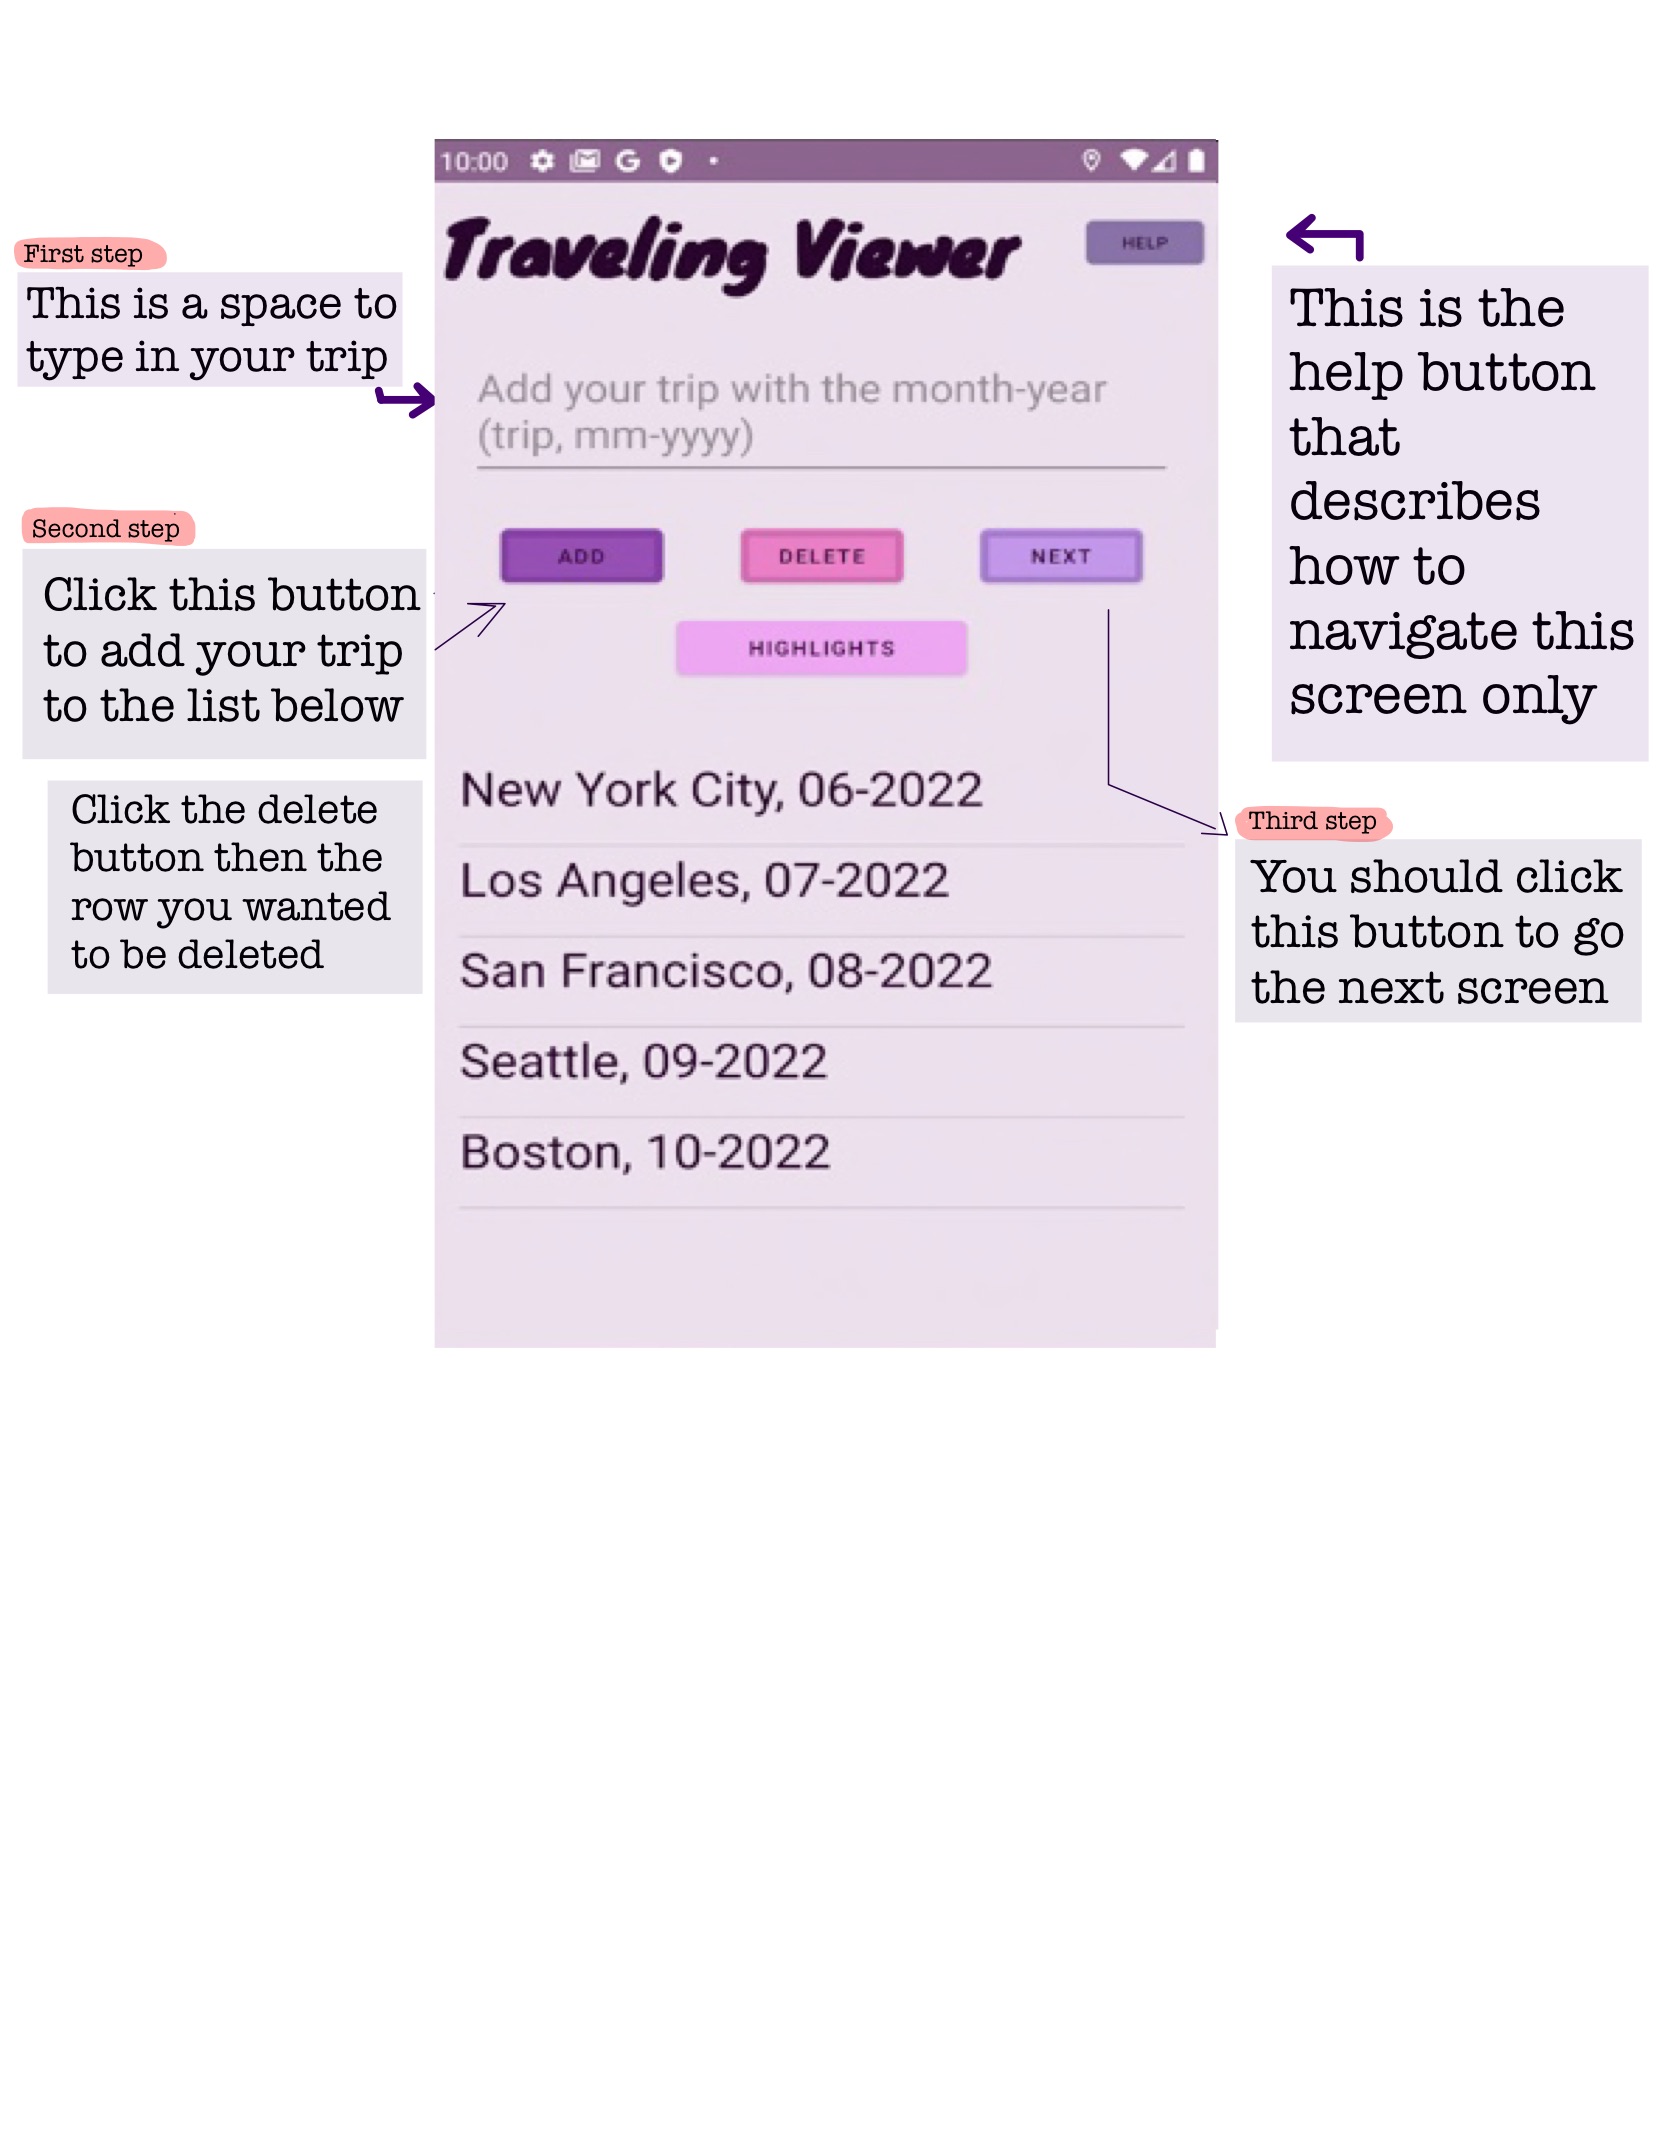 10:00
Traveling Viewer
HELP
First step
This is a space to
type in your trip
Add your trip with the month-year
(trip, mm-yyyy)
This is the
help button
that
describes
how to
navigate this
screen only
Second step
Click this button
to add your trip
to the list below
ADD
DELETE
NEXT
HIGHLIGHTS
Click the delete
button then the
row you wanted
to be deleted
New York City, 06-2022
Los Angeles, 07-2022
San Francisco, 08-2022
Seattle, 09-2022
Boston, 10-2022
Third step
You should click
this button to go
the next screen